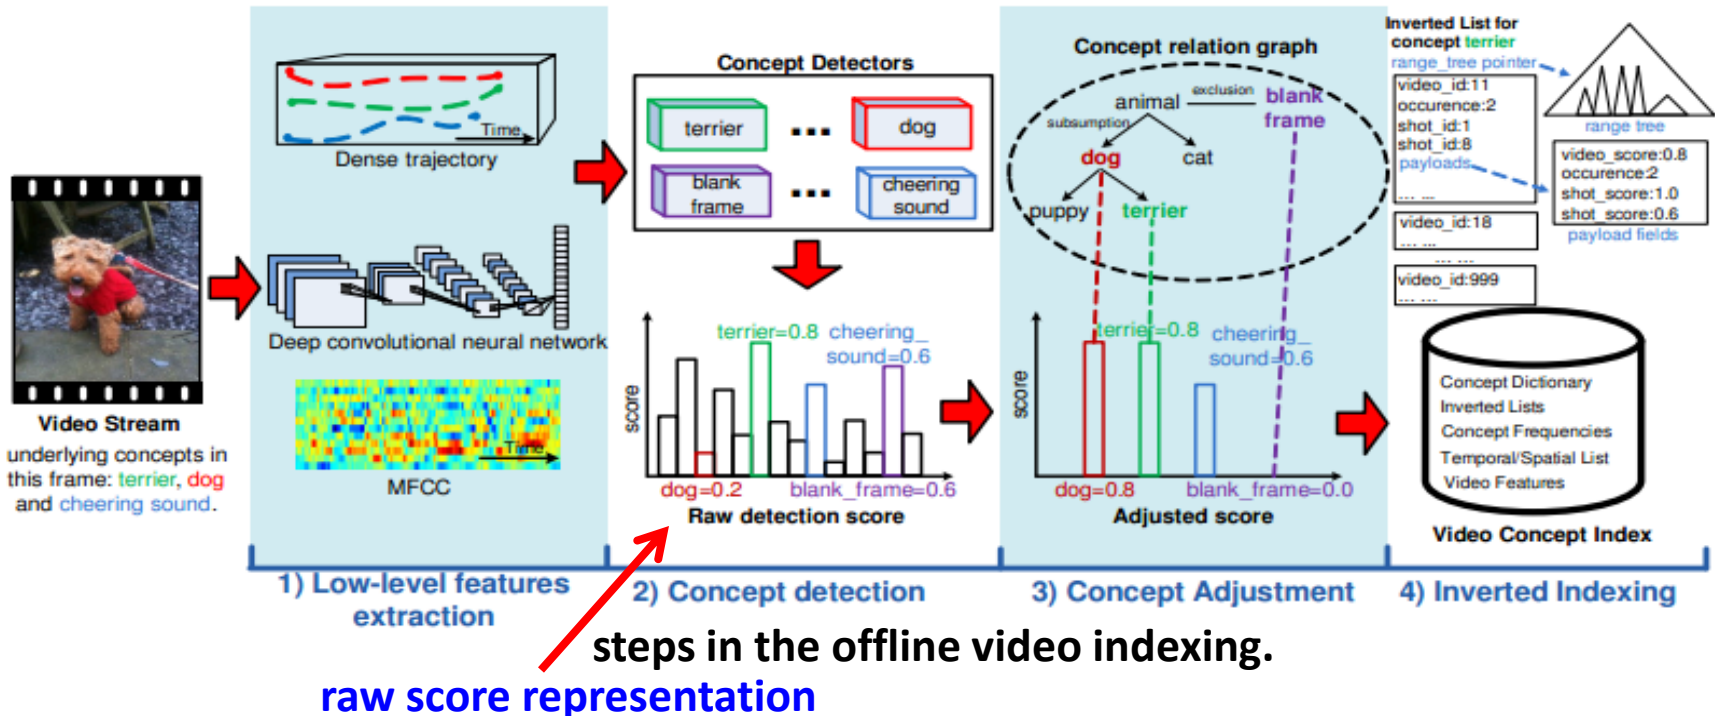 Video Stream
underlying concepts in
this frame: terrier, dog
and cheering sound.
Time
Dense trajectory
Deep convolutional neural network
Time
MFCC
1) Low-level features
extraction
Concept Detectors
terrier
...
dog
blank
frame
...
cheering
sound
score
terrier=0.8
cheering_
sound=0.6
dog=0.2
blank_frame=0.6
Raw detection score
2) Concept detection
Concept relation graph
animal
exclusion
blank
frame
subsumption
dog
cat
puppy
terrier
score
terrier=0.8
cheering_
sound=0.6
dog=0.8
blank_frame=0.0
Adjusted score
3) Concept Adjustment
Inverted List for
concept terrier
range_tree pointer
video_id:11
occurence:2
shot_id:1
shot_id:8
payloads
... ...
video_id:18
... ...
... ...
video_id:999
... ...
range tree
video_score:0.8
occurence:2
shot_score:1.0
shot_score:0.6
payload fields
Concept Dictionary
Inverted Lists
Concept Frequencies
Temporal/Spatial List
Video Features
Video Concept Index
4) Inverted Indexing
steps in the offline video indexing.
raw score representation